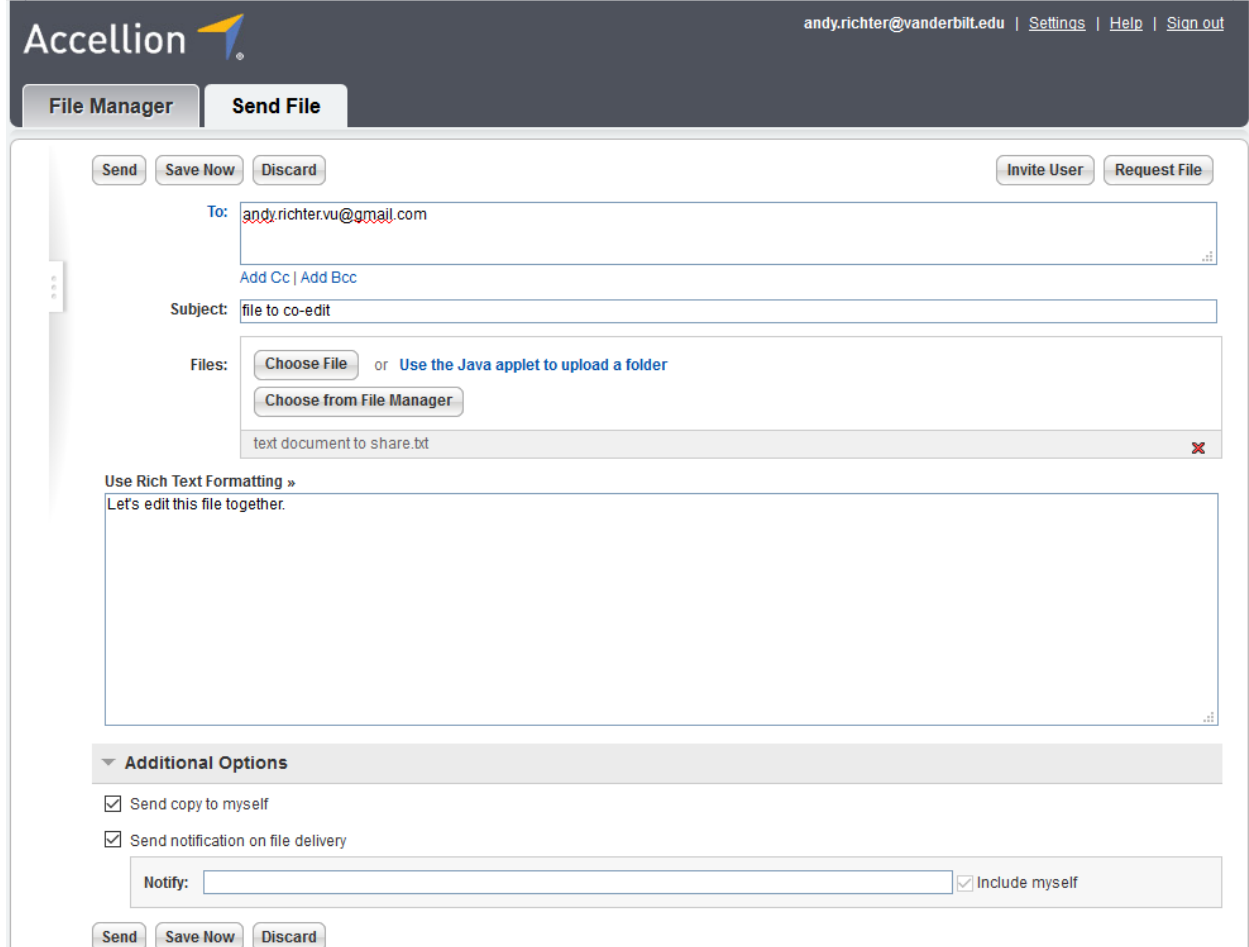 Accellion
andy.richter@vanderbilt.edu | Settings | Help | Sign out
File Manager Send File
Send Save Now Discard Invite User Request File
To: andy.richter.vu@gmail.com
Add Cc | Add Bcc
Subject: file to co-edit
Files: Choose File or Use the Java applet to upload a folder
Choose from File Manager
text document to share.txt
Use Rich Text Formatting »
Let's edit this file together.
Additional Options
Send copy to myself
Send notification on file delivery
Notify: Include myself
Send Save Now Discard